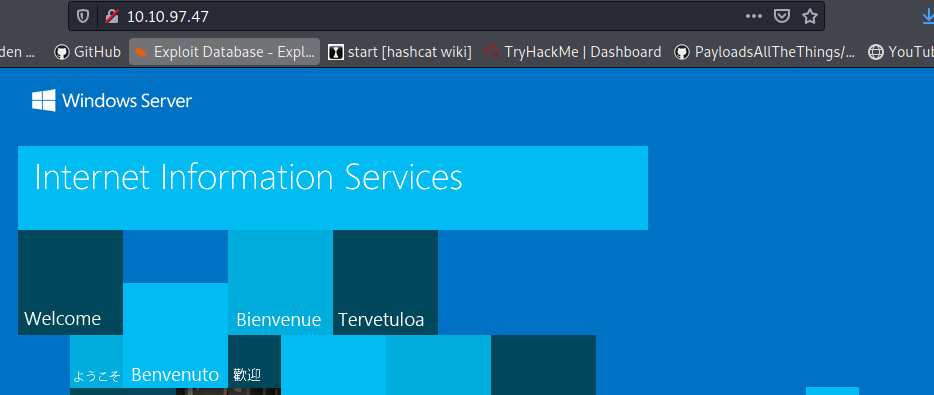 10.10.97.47
den ... GitHub Exploit Database - Expl... start [hashcat wiki] TryHackMe | Dashboard PayloadsAllTheThings/... YouTub
Windows Server
Internet Information Services
Welcome
Bienvenue
Tervetuloa
ようこそ
Benvenuto
歡迎